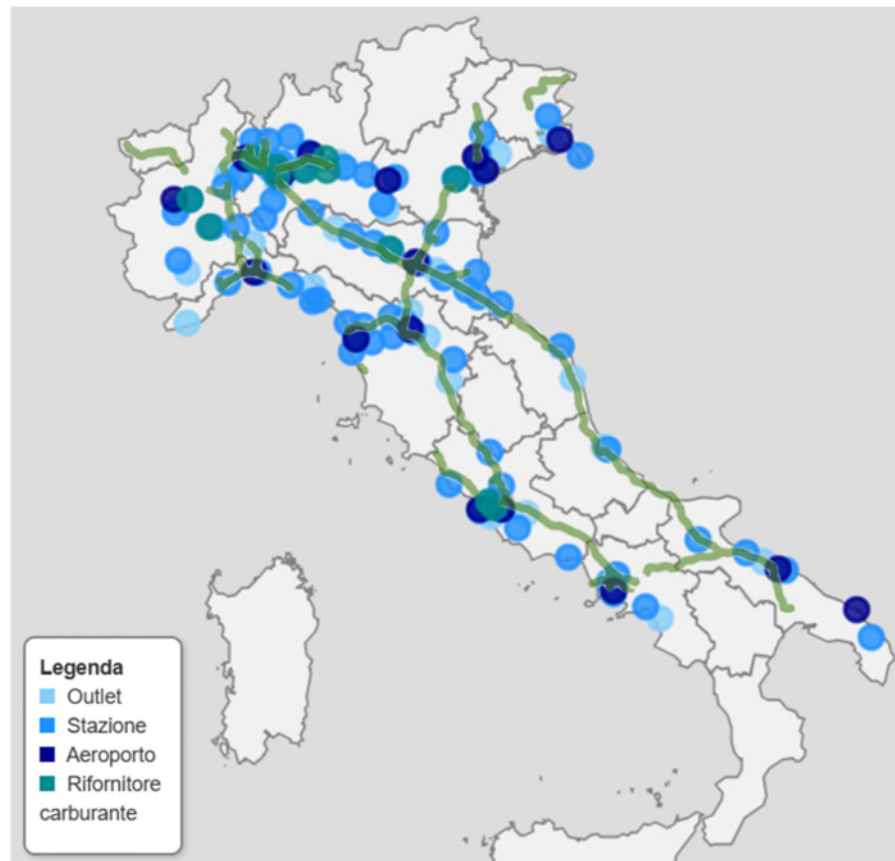 Legenda
Outlet
Stazione
Aeroporto
Rifornitore
carburante